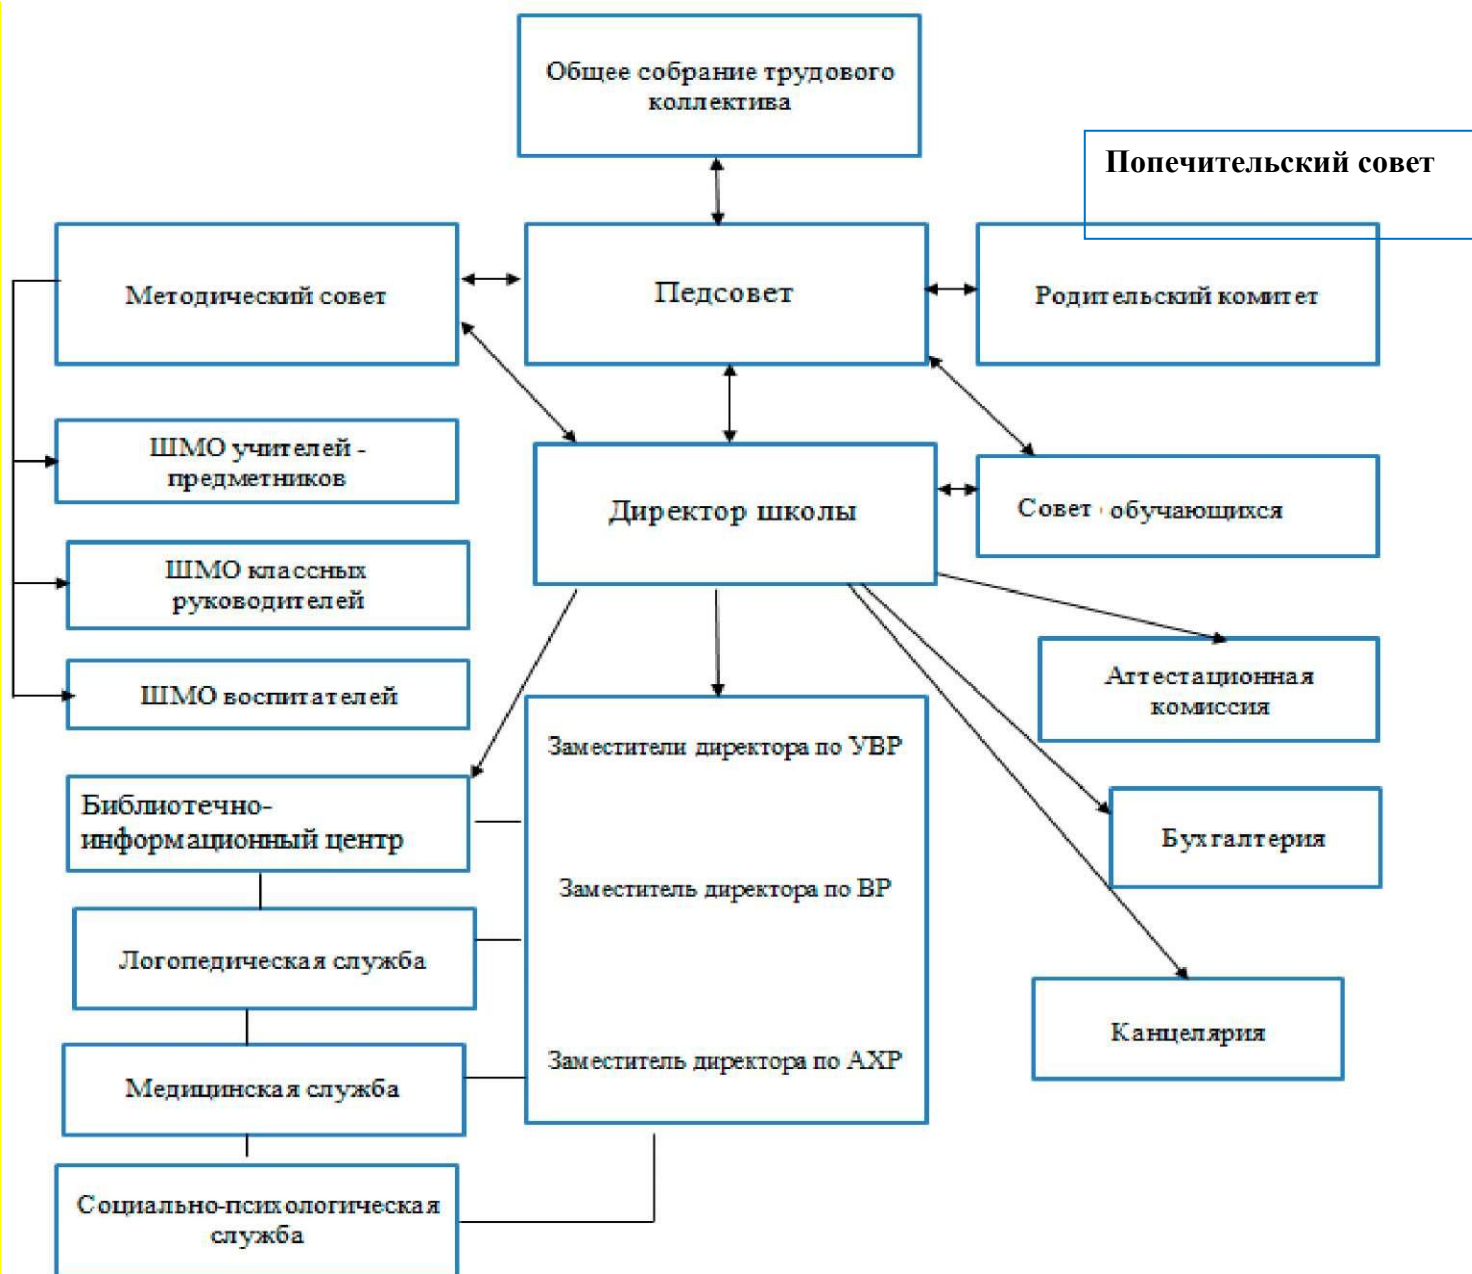 Общее собрание трудового
коллектива
Попечительский совет
Методический совет
Педсовет
Родительский комитет
ШМО учителей -
предметников
Директор школы
Совет обучающихся
ШМО классных
руководителей
ШМО воспитателей
Аттестационная
комиссия
Заместители директора по УВР
Библиотечно-
информационный центр
Бухгалтерия
Заместитель директора по ВР
Логопедическая служба
Канцелярия
Заместитель директора по АХР
Медицинская служба
Социально-психологическая
служба